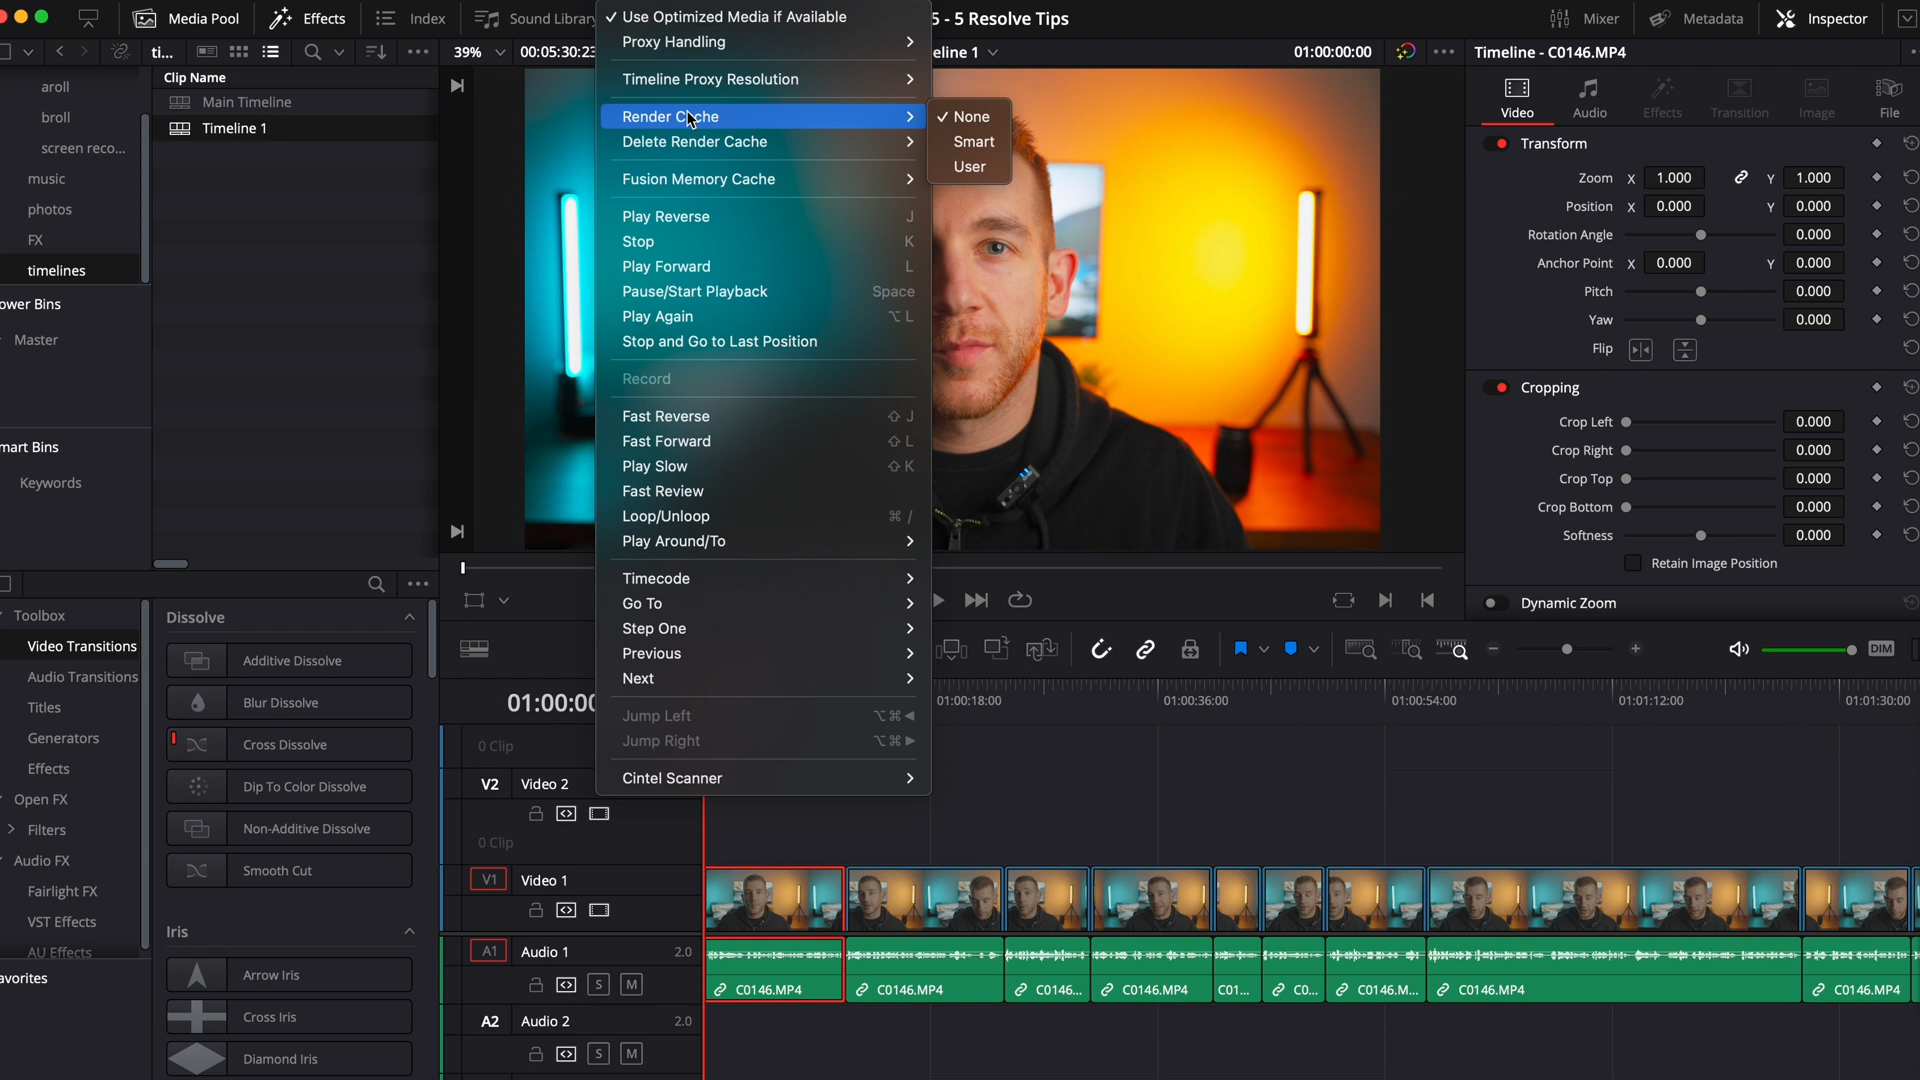 Media Pool
Effects
Index
Sound Library
5 - 5 Resolve Tips
Mixer
Metadata
Inspector
ti...
39%
00:05:30:23
eline 1
01:00:00:00
Timeline - C0146.MP4
aroll
broll
screen reco...
music
photos
FX
timelines
ower Bins
Master
mart Bins
Keywords
Clip Name
Main Timeline
Timeline 1
✓ Use Optimized Media if Available
Proxy Handling
Timeline Proxy Resolution
Render Cache
Delete Render Cache
Fusion Memory Cache
Play Reverse J
Stop K
Play Forward L
Pause/Start Playback Space
Play Again ⌥ L
Stop and Go to Last Position
Record
Fast Reverse ⇧ J
Fast Forward ⇧ L
Play Slow ⇧ K
Fast Review
Loop/Unloop ⌘ /
Play Around/To
Timecode
Go To
Step One
Previous
Next
Jump Left ⌥⌘◀
Jump Right ⌥⌘▶
Cintel Scanner
✓ None
Smart
User
Video
Audio
Effects
Transition
Image
File
Transform
Zoom X 1.000 Y 1.000
Position X 0.000 Y 0.000
Rotation Angle 0.000
Anchor Point X 0.000 Y 0.000
Pitch 0.000
Yaw 0.000
Flip
Cropping
Crop Left 0.000
Crop Right 0.000
Crop Top 0.000
Crop Bottom 0.000
Softness 0.000
Retain Image Position
Dynamic Zoom
Toolbox
Video Transitions
Audio Transitions
Titles
Generators
Effects
Open FX
Filters
Audio FX
Fairlight FX
VST Effects
AU Effects
avorites
Dissolve
Additive Dissolve
Blur Dissolve
Cross Dissolve
Dip To Color Dissolve
Non-Additive Dissolve
Smooth Cut
Iris
Arrow Iris
Cross Iris
Diamond Iris
DIM
01:00:00
01:00:18:00
01:00:36:00
01:00:54:00
01:01:12:00
01:01:30:00
0 Clip
V2 Video 2
0 Clip
V1 Video 1
A1 Audio 1 2.0
S M
A2 Audio 2 2.0
S M
C0146.MP4
C0146.MP4
C0146...
C0146.MP4
C01...
C0...
C0146.M...
C0146.MP4
C0146.MP4